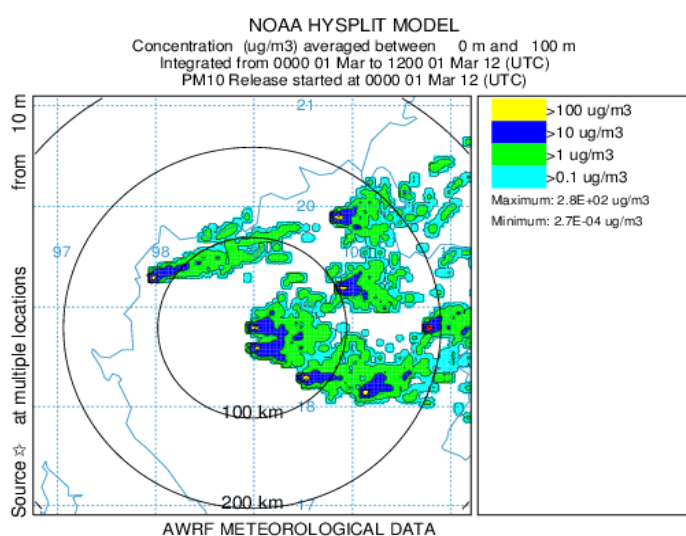 NOAA HYSPLIT MODEL
Concentration (ug/m3) averaged between 0 m and 100 m
Integrated from 0000 01 Mar to 1200 01 Mar 12 (UTC)
PM10 Release started at 0000 01 Mar 12 (UTC)
Source ☆ at multiple locations from 10 m
21
20
97
98
18
100 km
200 km
17
>100 ug/m3
>10 ug/m3
>1 ug/m3
>0.1 ug/m3
Maximum: 2.8E+02 ug/m3
Minimum: 2.7E-04 ug/m3
AWRF METEOROLOGICAL DATA